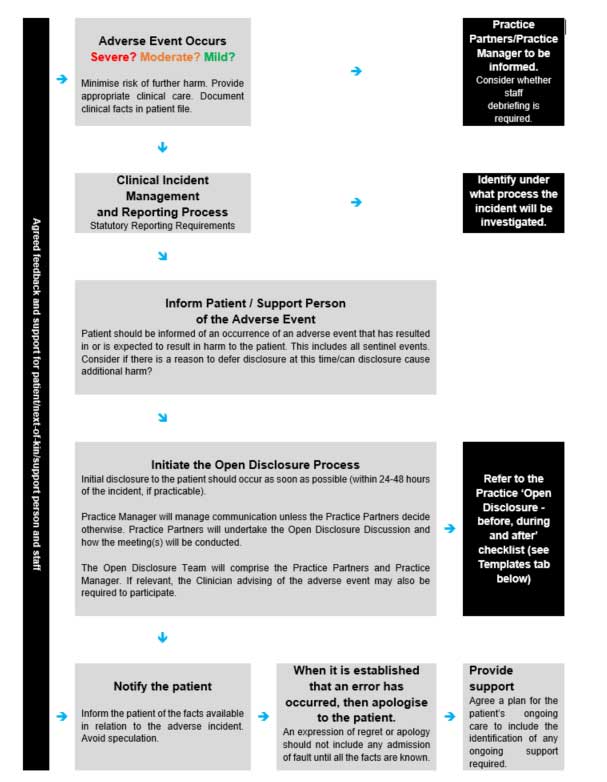 Agreed feedback and support for patient/next-of-kin/support person and staff
Adverse Event Occurs
Severe? Moderate? Mild?
Minimise risk of further harm. Provide
appropriate clinical care. Document
clinical facts in patient file.
Practice
Partners/Practice
Manager to be
informed.
Consider whether
staff
debriefing is
required.
Clinical Incident
Management
and Reporting Process
Statutory Reporting Requirements
Identify under
what process the
incident will be
investigated.
Inform Patient / Support Person
of the Adverse Event
Patient should be informed of an occurrence of an adverse event that has resulted
in or is expected to result in harm to the patient. This includes all sentinel events.
Consider if there is a reason to defer disclosure at this time/can disclosure cause
additional harm?
Initiate the Open Disclosure Process
Initial disclosure to the patient should occur as soon as possible (within 24-48 hours
of the incident, if practicable).
Practice Manager will manage communication unless the Practice Partners decide
otherwise. Practice Partners will undertake the Open Disclosure Discussion and
how the meeting(s) will be conducted.
The Open Disclosure Team will comprise the Practice Partners and Practice
Manager. If relevant, the Clinician advising of the adverse event may also be
required to participate.
Refer to the
Practice ‘Open
Disclosure -
before, during
and after’
checklist (see
Templates tab
below)
Notify the patient
Inform the patient of the facts available
in relation to the adverse incident.
Avoid speculation.
When it is established
that an error has
occurred, then apologise
to the patient.
An expression of regret or apology
should not include any admission
of fault until all the facts are known.
Provide
support
Agree a plan for the
patient’s ongoing
care to include the
identification of any
ongoing support
required.